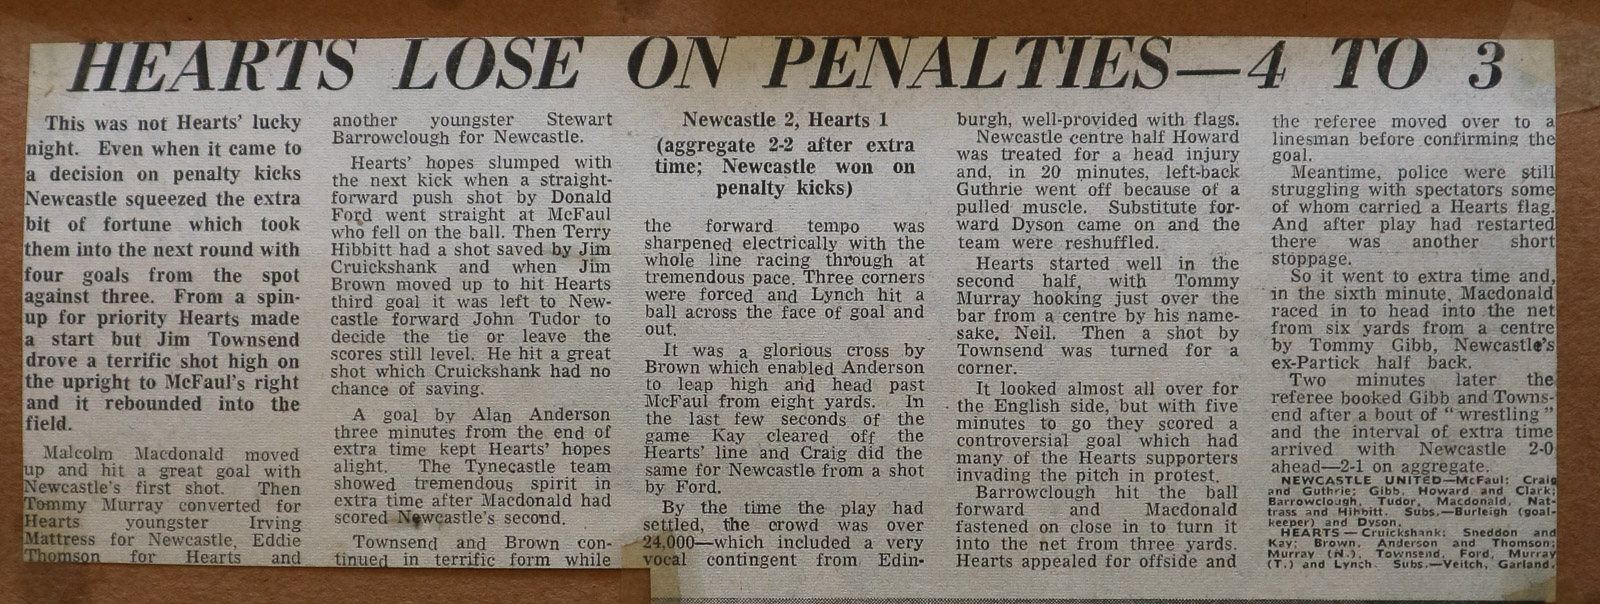 HEARTS LOSE ON PENALTIES—4 TO 3
This was not Hearts' lucky
night. Even when it came to
a decision on penalty kicks
Newcastle squeezed the extra
bit of fortune which took
them into the next round with
four goals from the spot
against three. From a spin-
up for priority Hearts made
a start but Jim Townsend
drove a terrific shot high on
the upright to McFaul's right
and it rebounded into the
field.
Malcolm Macdonald moved
up and hit a great goal with
Newcastle's first shot. Then
Tommy Murray converted for
Hearts youngster Irving
Mattress for Newcastle, Eddie
Thomson for Hearts and
another youngster Stewart
Barrowclough for Newcastle.
Hearts' hopes slumped with
the next kick when a straight-
forward push shot by Donald
Ford went straight at McFaul
who fell on the ball. Then Terry
Hibbitt had a shot saved by Jim
Cruickshank and when Jim
Brown moved up to hit Hearts
third goal it was left to New-
castle forward John Tudor to
decide the tie or leave the
scores still level. He hit a great
shot which Cruickshank had no
chance of saving.
A goal by Alan Anderson
three minutes from the end of
extra time kept Hearts' hopes
alight. The Tynecastle team
showed tremendous spirit in
extra time after Macdonald had
scored Newcastle's second.
Townsend and Brown con-
tinued in terrific form while
Newcastle 2, Hearts 1
(aggregate 2-2 after extra
time; Newcastle won on
penalty kicks)
the forward tempo was
sharpened electrically with the
whole line racing through at
tremendous pace. Three corners
were forced and Lynch hit a
ball across the face of goal and
out.
It was a glorious cross by
Brown which enabled Anderson
to leap high and head past
McFaul from eight yards. In
the last few seconds of the
game Kay cleared off the
Hearts' line and Craig did the
same for Newcastle from a shot
by Ford.
By the time the play had
settled, the crowd was over
24,000—which included a very
vocal contingent from Edin-
burgh, well-provided with flags.
Newcastle centre half Howard
was treated for a head injury
and, in 20 minutes, left-back
Guthrie went off because of a
pulled muscle. Substitute for-
ward Dyson came on and the
team were reshuffled.
Hearts started well in the
second half, with Tommy
Murray hooking just over the
bar from a centre by his name-
sake, Neil. Then a shot by
Townsend was turned for a
corner.
It looked almost all over for
the English side, but with five
minutes to go they scored a
controversial goal which had
many of the Hearts supporters
invading the pitch in protest.
Barrowclough hit the ball
forward and Macdonald
fastened on close in to turn it
into the net from three yards.
Hearts appealed for offside and
the referee moved over to a
linesman before confirming the
goal.
Meantime, police were still
struggling with spectators some
of whom carried a Hearts flag.
And after play had restarted
there was another short
stoppage.
So it went to extra time and,
in the sixth minute, Macdonald
raced in to head into the net
from six yards from a centre
by Tommy Gibb, Newcastle's
ex-Partick half back.
Two minutes later the
referee booked Gibb and Towns-
end after a bout of "wrestling"
and the interval of extra time
arrived with Newcastle 2-0
ahead—2-1 on aggregate.
NEWCASTLE UNITED—McFaul; Craig
and Guthrie; Gibb, Howard and Clark;
Barrowclough, Tudor, Macdonald, Nat-
trass and Hibbitt. Subs.—Burleigh (goal-
keeper) and Dyson.
HEARTS—Cruickshank; Sneddon and
Kay; Brown, Anderson and Thomson;
Murray (N.), Townsend, Ford, Murray
(T.) and Lynch. Subs.—Veitch, Garland.